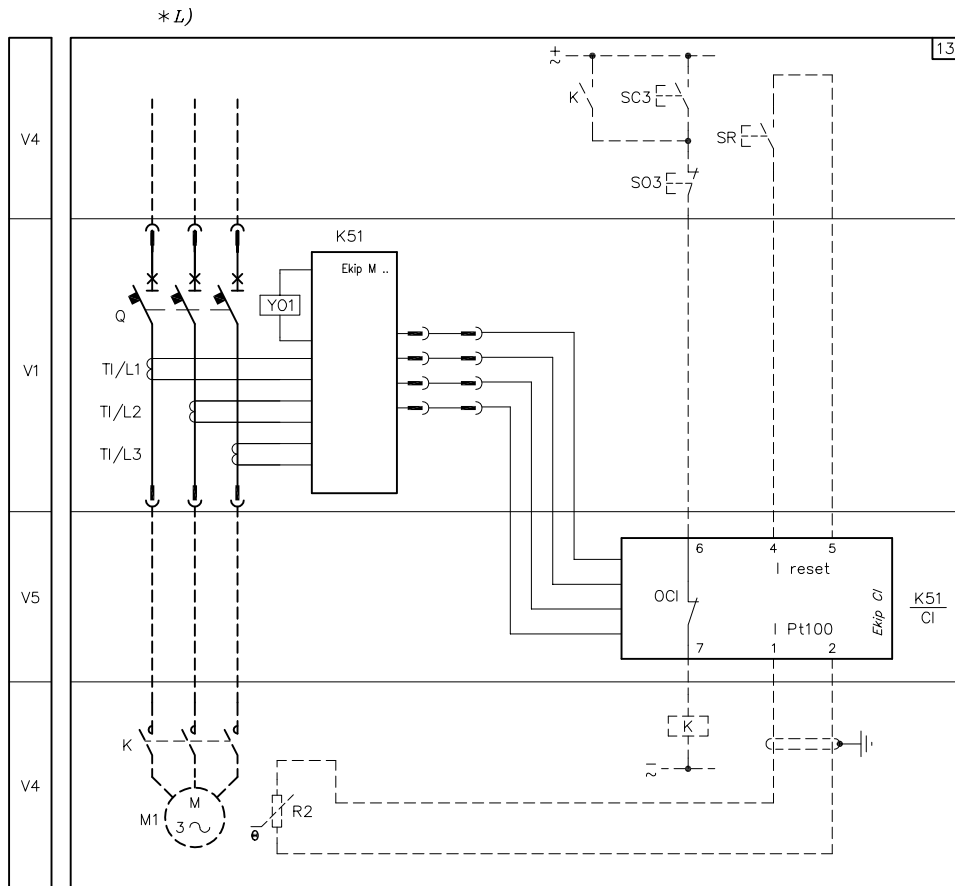 * L)
13
+
~
K
SC3
SR
V4
SO3
K51
Ekip M ..
YO1
Q
V1
TI/L1
TI/L2
TI/L3
6
4
5
I reset
OCI
V5
Ekip CI
K51
CI
I Pt100
7
1
2
K
K
V4
–
~
M
M1
3
R2
θ